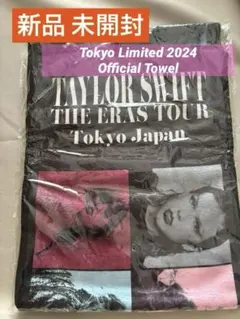 新品 未開封
Tokyo Limited 2024
Official Towel
TAYLOR SWIFT
THE ERAS TOUR
Tokyo Japan